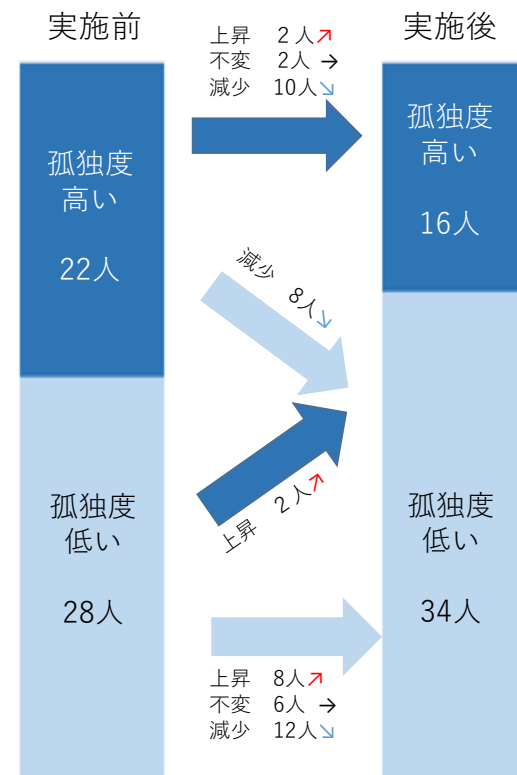 実施前
実施後
上昇 2人↗
不変 2人 →
減少 10人↘
孤独度
高い
22人
孤独度
高い
16人
減少 8人↘
上昇 2人↗
孤独度
低い
28人
孤独度
低い
34人
上昇 8人↗
不変 6人 →
減少 12人↘